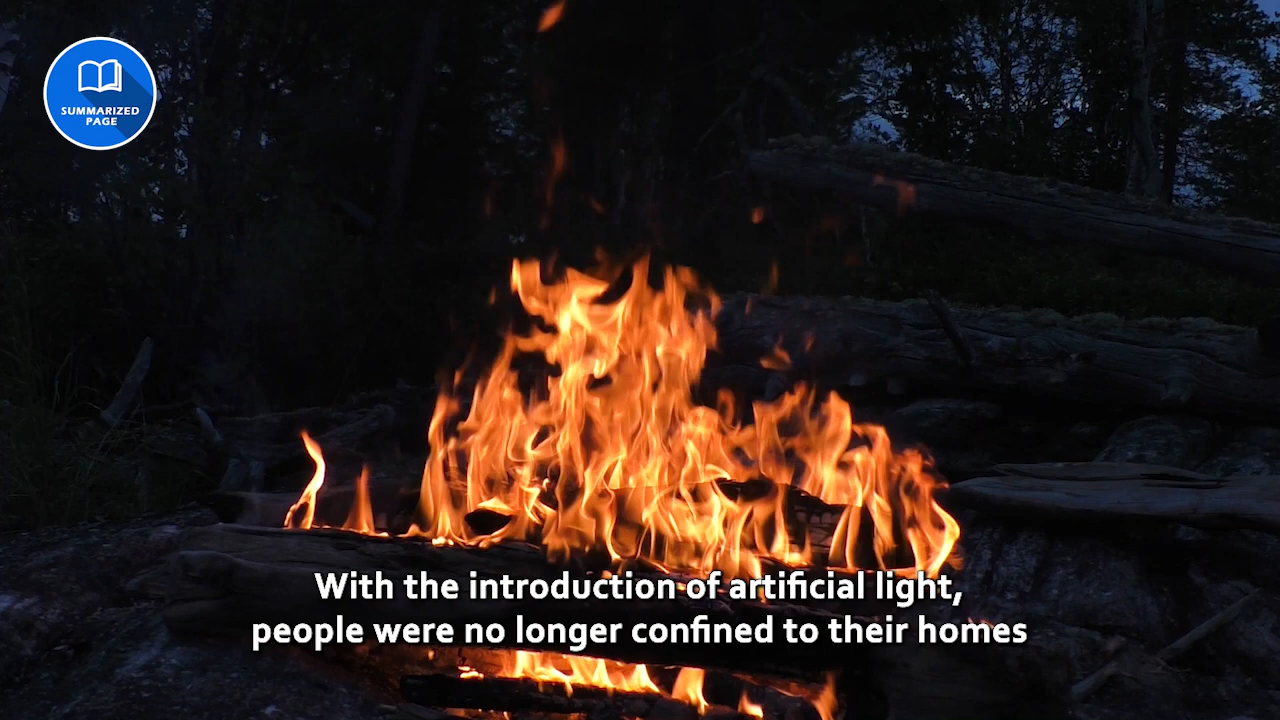 SUMMARIZED
PAGE
With the introduction of artificial light,
people were no longer confined to their homes